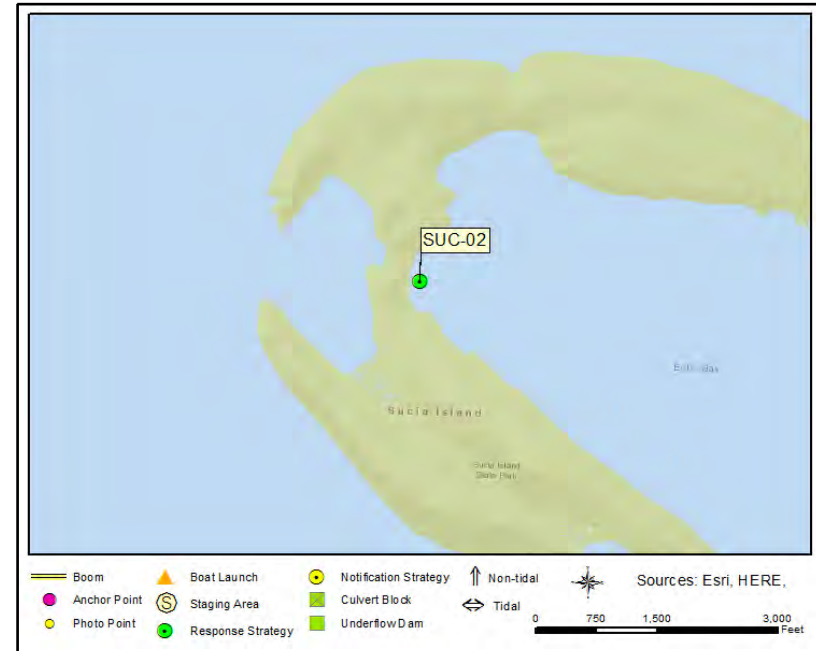 SUC-02
Sucia Island
Boom
Anchor Point
Photo Point
Boat Launch
S Staging Area
Response Strategy
Notification Strategy
Culvert Block
Underflow Dam
Non-tidal
Tidal
Sources: Esri, HERE,
0 750 1,500 3,000
Feet